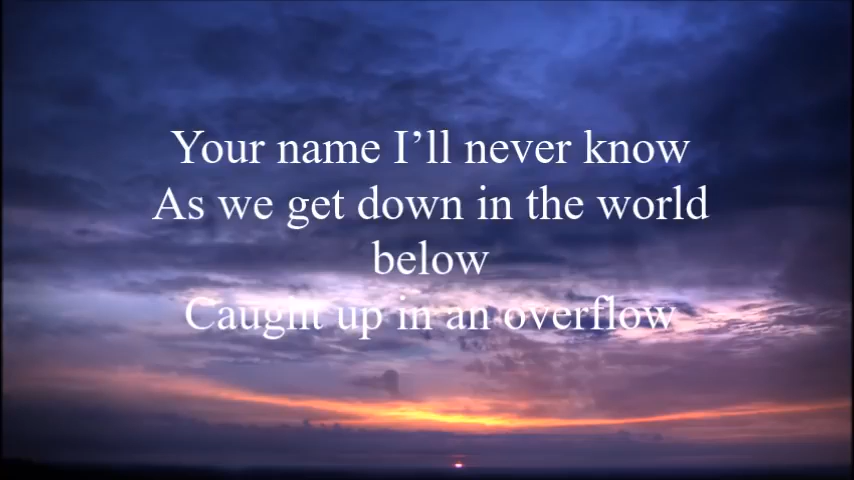 Your name I’ll never know
As we get down in the world
below
Caught up in an overflow